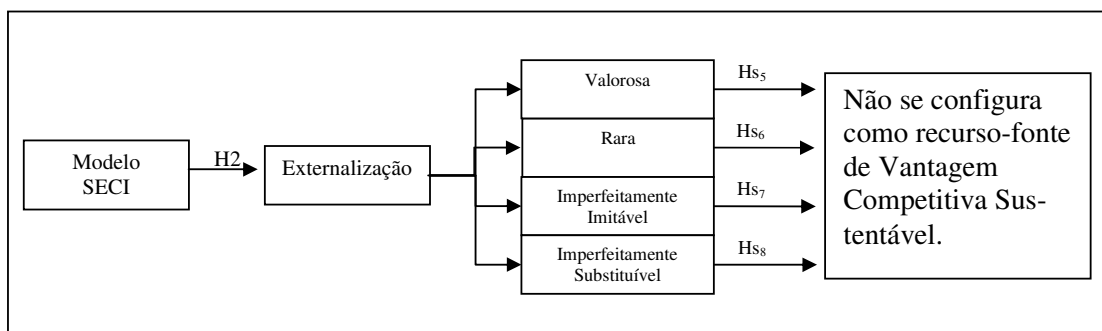 Modelo
SECI
H2
Externalização
Valorosa
Rara
Imperfeitamente
Imitável
Imperfeitamente
Substituível
Hs₅
Hs₆
Hs₇
Hs₈
Não se configura
como recurso-fonte
de Vantagem
Competitiva Sus-
tentável.